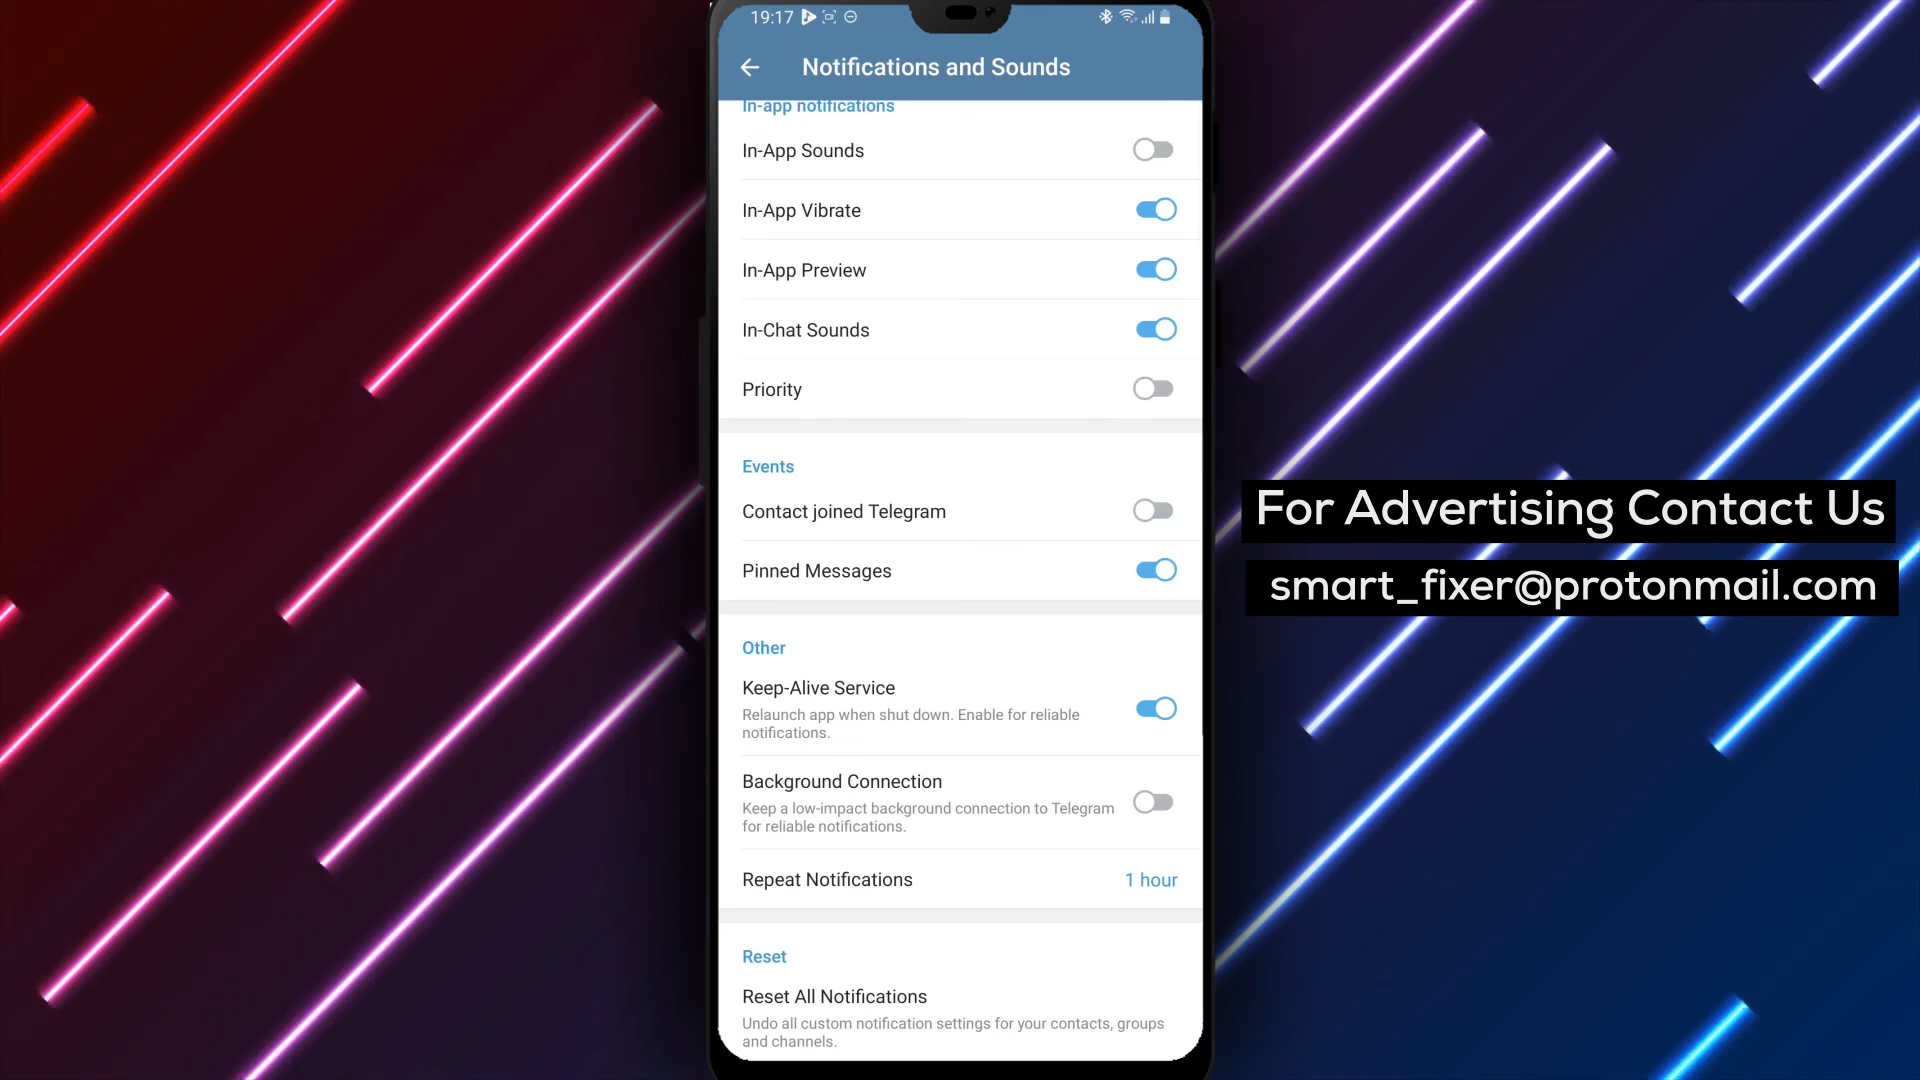 19:17
Notifications and Sounds
In-app notifications
In-App Sounds
In-App Vibrate
In-App Preview
In-Chat Sounds
Priority
Events
Contact joined Telegram
Pinned Messages
Other
Keep-Alive Service
Relaunch app when shut down. Enable for reliable
notifications.
Background Connection
Keep a low-impact background connection to Telegram
for reliable notifications.
Repeat Notifications 1 hour
Reset
Reset All Notifications
Undo all custom notification settings for your contacts, groups
and channels.
For Advertising Contact Us
smart_fixer@protonmail.com